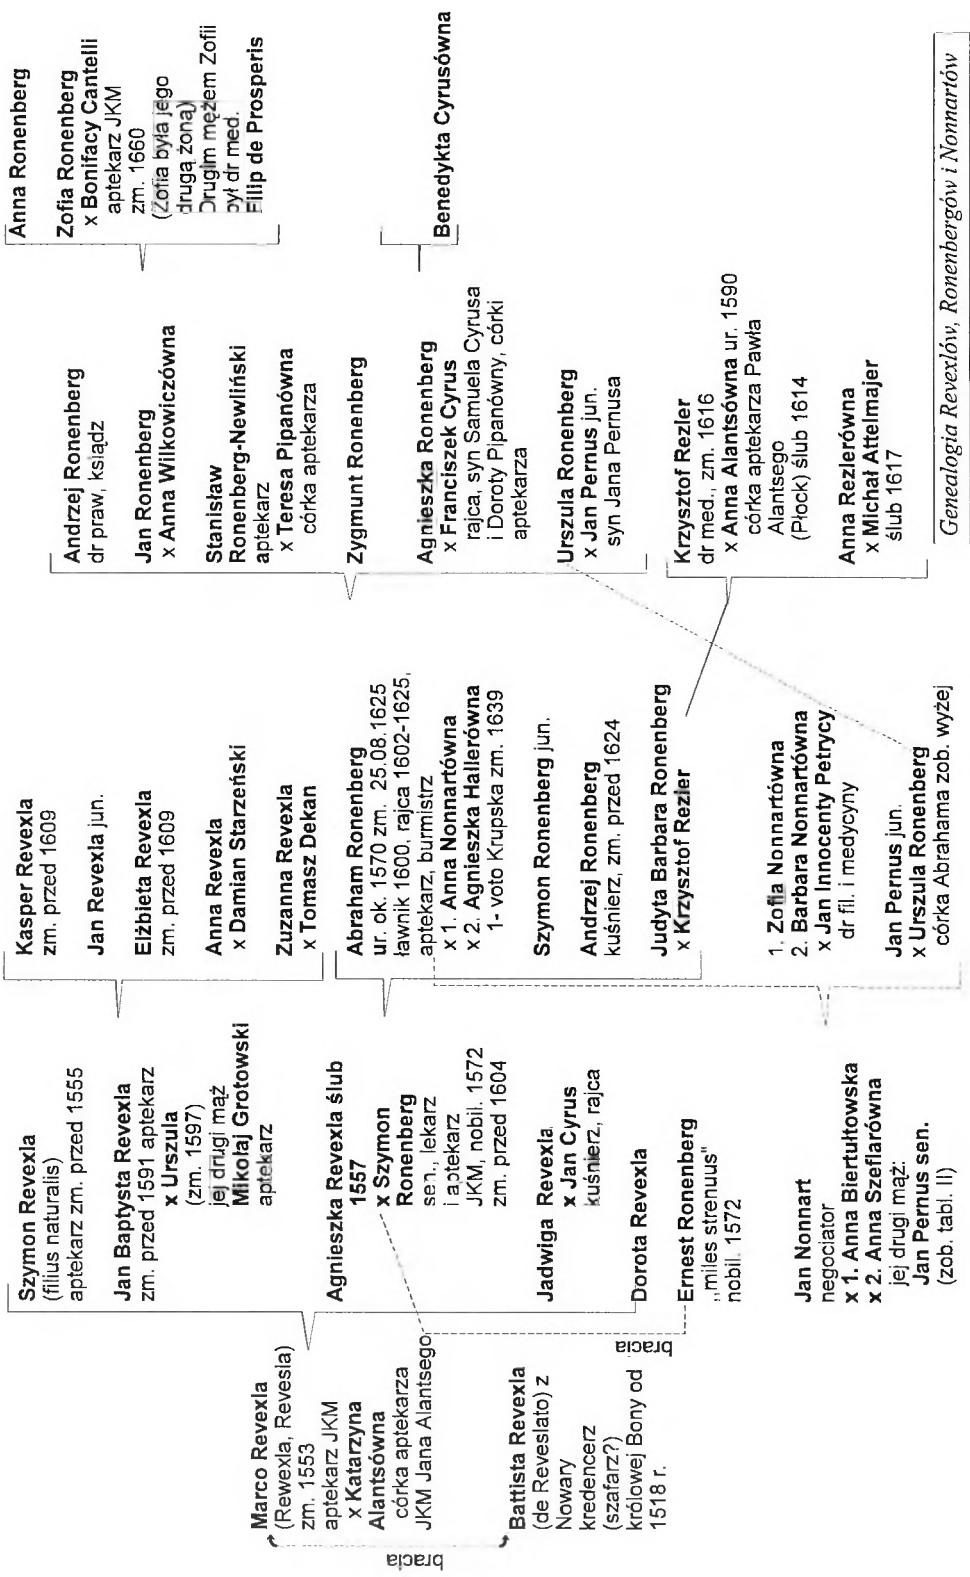 Marco Revexla
(Rewexla, Revesla)
zm. 1553
aptekarz JKM
x Katarzyna
Alantsówna
córka aptekarza
JKM Jana Alantsego
bracia
Battista Revexla
(de Reveslato) z
Nowary
kredencerz
(szafarz?)
królowej Bony od
1518 r.
Szymon Revexla
(filius naturalis)
aptekarz zm. przed 1555
Jan Baptysta Revexla
zm. przed 1591 aptekarz
x Urszula
(zm. 1597)
jej drugi mąż
Mikołaj Grotowski
aptekarz
Agnieszka Revexla ślub
1557
x Szymon
Ronenberg
sen., lekarz
i aptekarz
JKM, nobil. 1572
zm. przed 1604
Jadwiga Revexla
x Jan Cyrus
kuśnierz, rajca
Dorota Revexla
bracia
Ernest Ronenberg
„miles strenuus"
nobil. 1572
Jan Nonnart
negociator
x 1. Anna Biertułtowska
x 2. Anna Szeflarówna
jej drugi mąż:
Jan Pernus sen.
(zob. tabl. II)
Kasper Revexla
zm. przed 1609
Jan Revexla jun.
Elżbieta Revexla
zm. przed 1609
Anna Revexla
x Damian Starzeński
Zuzanna Revexla
x Tomasz Dekan
Abraham Ronenberg
ur. ok. 1570 zm. 25.08.1625
ławnik 1600, rajca 1602-1625,
aptekarz, burmistrz
x 1. Anna Nonnartówna
x 2. Agnieszka Hallerówna
1- voto Krupska zm. 1639
Szymon Ronenberg jun.
Andrzej Ronenberg
kuśnierz, zm. przed 1624
Judyta Barbara Ronenberg
x Krzysztof Rezler
1. Zofia Nonnartówna
2. Barbara Nonnartówna
x Jan Innocenty Petrycy
dr fil. i medycyny
Jan Pernus jun.
x Urszula Ronenberg
córka Abrahama zob. wyżej
Andrzej Ronenberg
dr praw, ksiądz
Jan Ronenberg
x Anna Wilkowiczówna
Stanisław
Ronenberg-Newliński
aptekarz
x Teresa Pipanówna
córka aptekarza
Zygmunt Ronenberg
Agnieszka Ronenberg
x Franciszek Cyrus
rajca, syn Samuela Cyrusa
i Doroty Pipanówny, córki
aptekarza
Urszula Ronenberg
x Jan Pernus jun.
syn Jana Pernusa
Krzysztof Rezler
dr med., zm. 1616
x Anna Alantsówna ur. 1590
córka aptekarza Pawła
Alantsego
(Płock) ślub 1614
Anna Rezlerówna
x Michał Attelmajer
ślub 1617
Anna Ronenberg
Zofia Ronenberg
x Bonifacy Cantelli
aptekarz JKM
zm. 1660
(Zofia była jego
drugą żoną)
Drugim mężem Zofii
był dr med.
Filip de Prosperis
Benedykta Cyrusówna
Genealogia Revexlów, Ronenbergów i Nonnartów